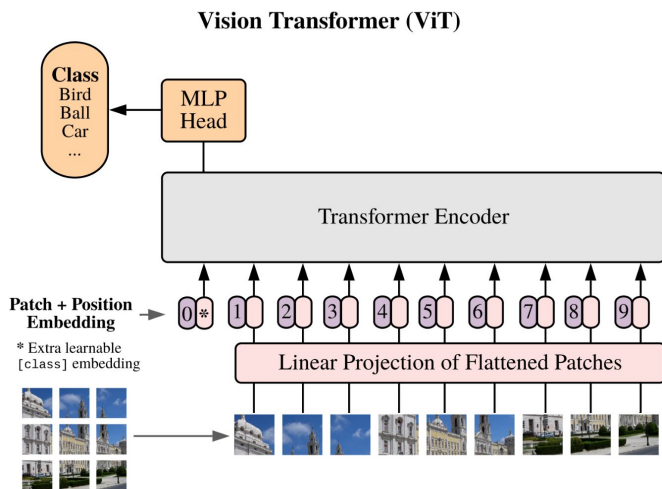 Vision Transformer (ViT)
Class
Bird
Ball
Car
...
MLP
Head
Transformer Encoder
Patch + Position
Embedding
0 * 1 2 3 4 5 6 7 8 9
* Extra learnable
[class] embedding
Linear Projection of Flattened Patches